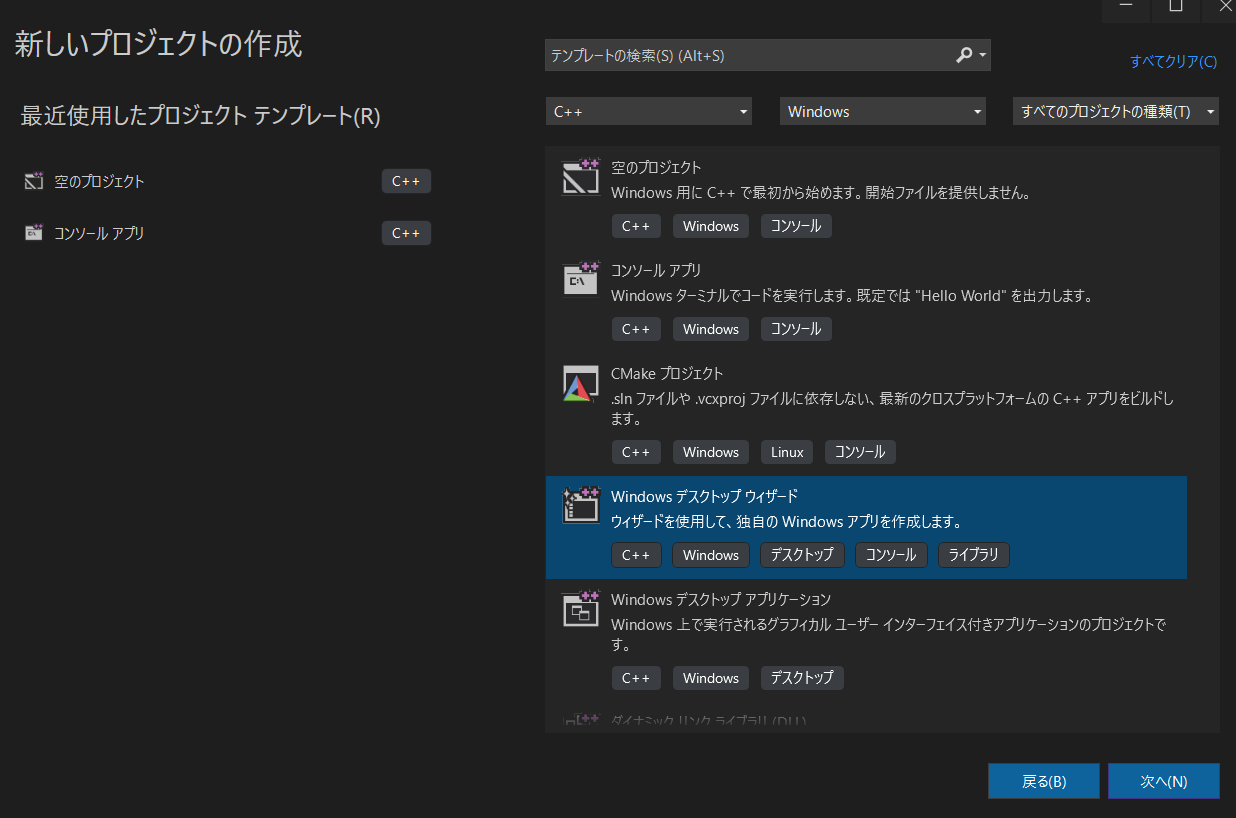 新しいプロジェクトの作成
最近使用したプロジェクト テンプレート(R)
空のプロジェクト C++
コンソール アプリ C++
テンプレートの検索(S) (Alt+S)
すべてクリア(C)
C++ Windows すべてのプロジェクトの種類(T)
空のプロジェクト
Windows 用に C++ で最初から始めます。開始ファイルを提供しません。
C++ Windows コンソール
コンソール アプリ
Windows ターミナルでコードを実行します。既定では "Hello World" を出力します。
C++ Windows コンソール
CMake プロジェクト
.sln ファイルや .vcxproj ファイルに依存しない、最新のクロスプラットフォームの C++ アプリをビルドし
ます。
C++ Windows Linux コンソール
Windows デスクトップ ウィザード
ウィザードを使用して、独自の Windows アプリを作成します。
C++ Windows デスクトップ コンソール ライブラリ
Windows デスクトップ アプリケーション
Windows 上で実行されるグラフィカル ユーザー インターフェイス付きアプリケーションのプロジェクトで
す。
C++ Windows デスクトップ
ダイナミック リンク ライブラリ (DLL)
戻る(B) 次へ(N)